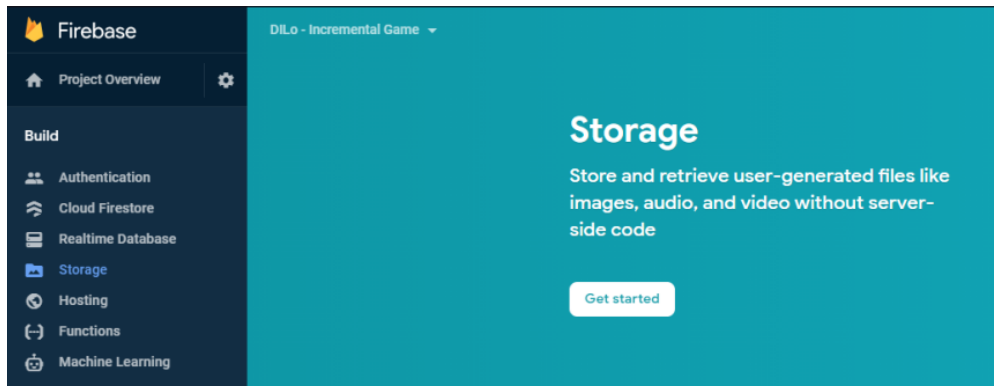 Firebase
DILo - Incremental Game
Project Overview
Build
Authentication
Cloud Firestore
Realtime Database
Storage
Hosting
Functions
Machine Learning
Storage
Store and retrieve user-generated files like
images, audio, and video without server-
side code
Get started